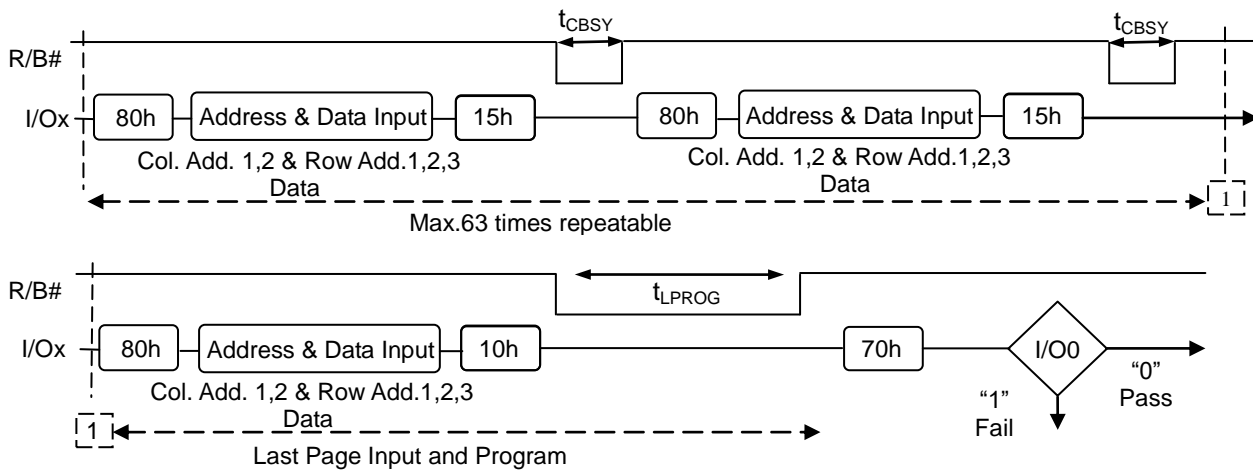 tCBSY tCBSY
R/B#
I/Ox 80h Address & Data Input 15h 80h Address & Data Input 15h
Col. Add. 1,2 & Row Add.1,2,3 Col. Add. 1,2 & Row Add.1,2,3
Data Data
1
Max.63 times repeatable
R/B#
tLPROG
I/Ox 80h Address & Data Input 10h 70h I/O0
“0”
Col. Add. 1,2 & Row Add.1,2,3 “1” Pass
Data Fail
1
Last Page Input and Program